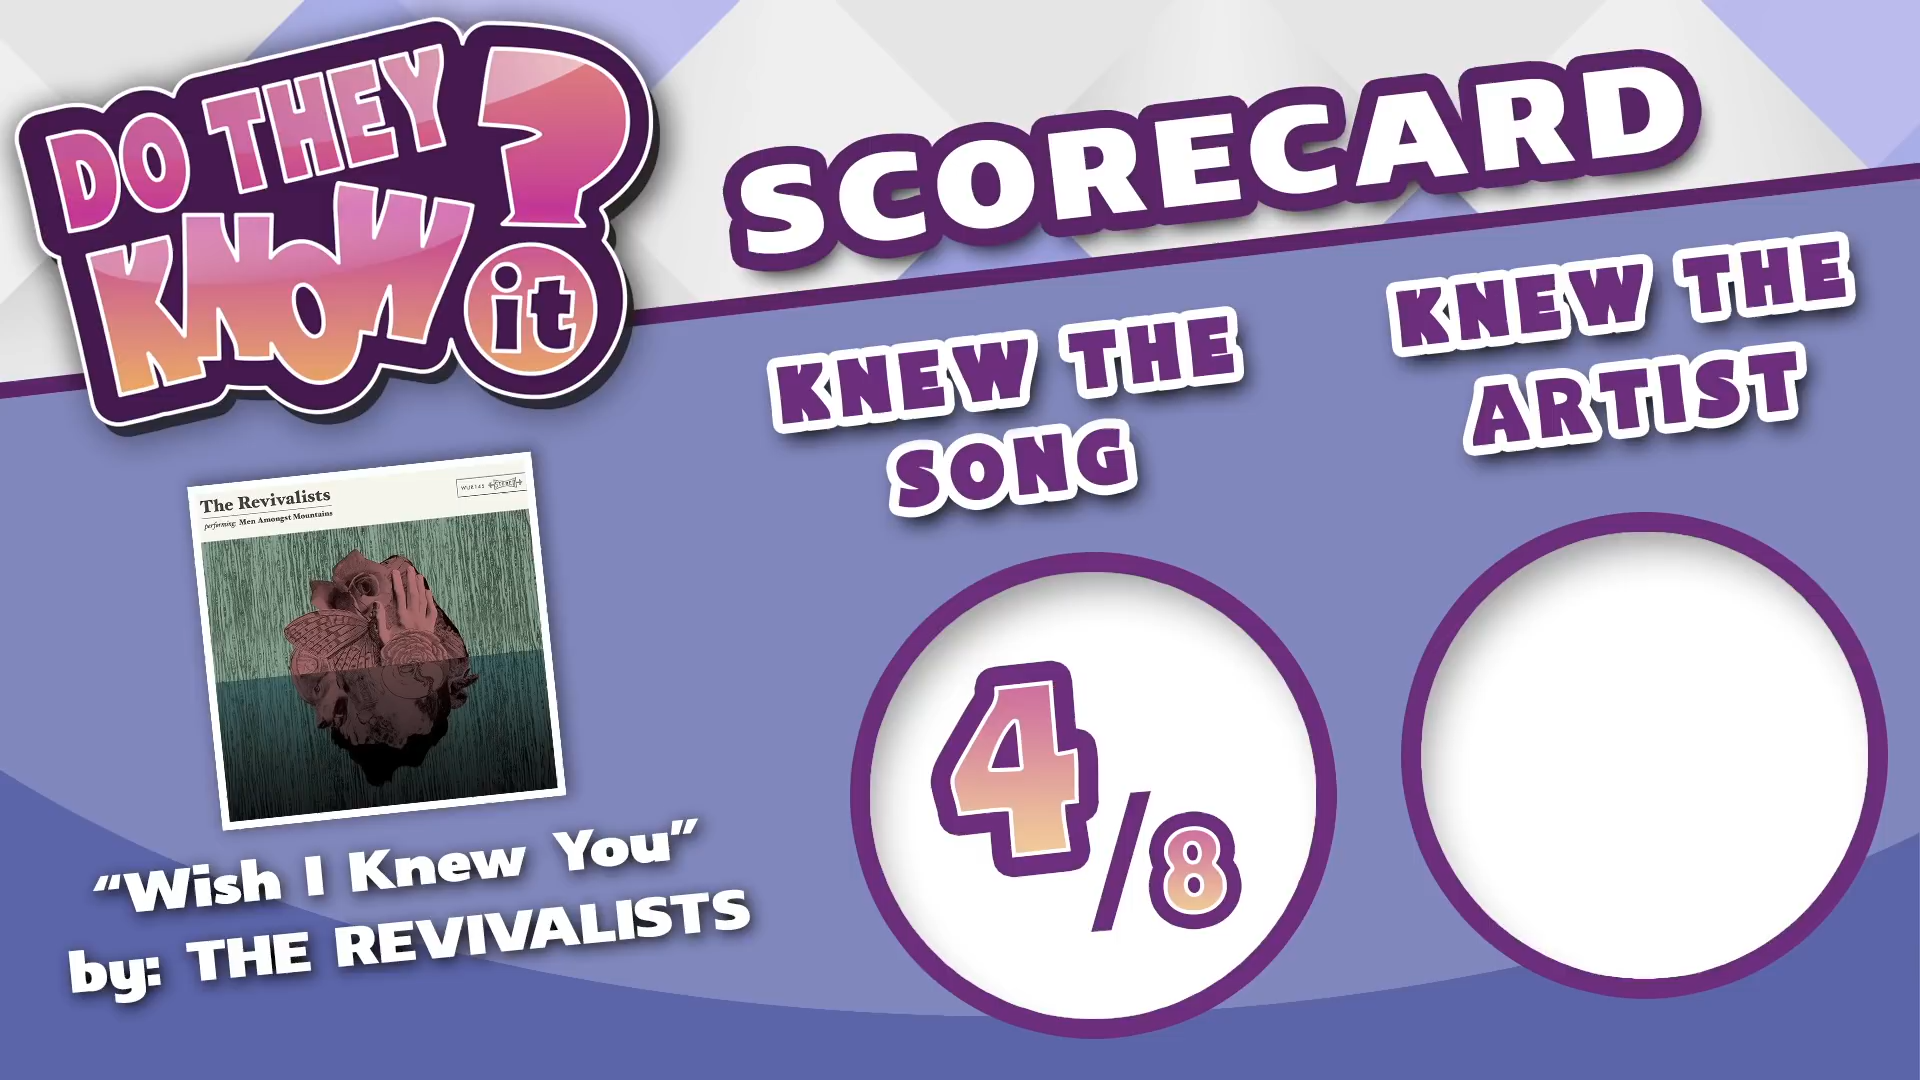 DO THEY
KNOW
it?
SCORECARD
KNEW THE
SONG
KNEW THE
ARTIST
The Revivalists
performing: Men Amongst Mountains
STEREO
4/8
“Wish I Knew You”
by: THE REVIVALISTS